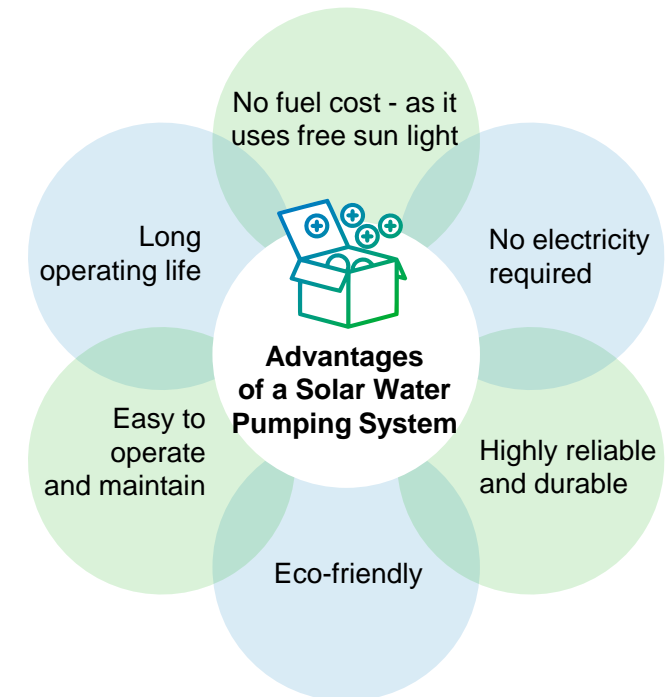 No fuel cost - as it
uses free sun light
No electricity
required
Highly reliable
and durable
Eco-friendly
Easy to
operate
and maintain
Long
operating life
Advantages
of a Solar Water
Pumping System